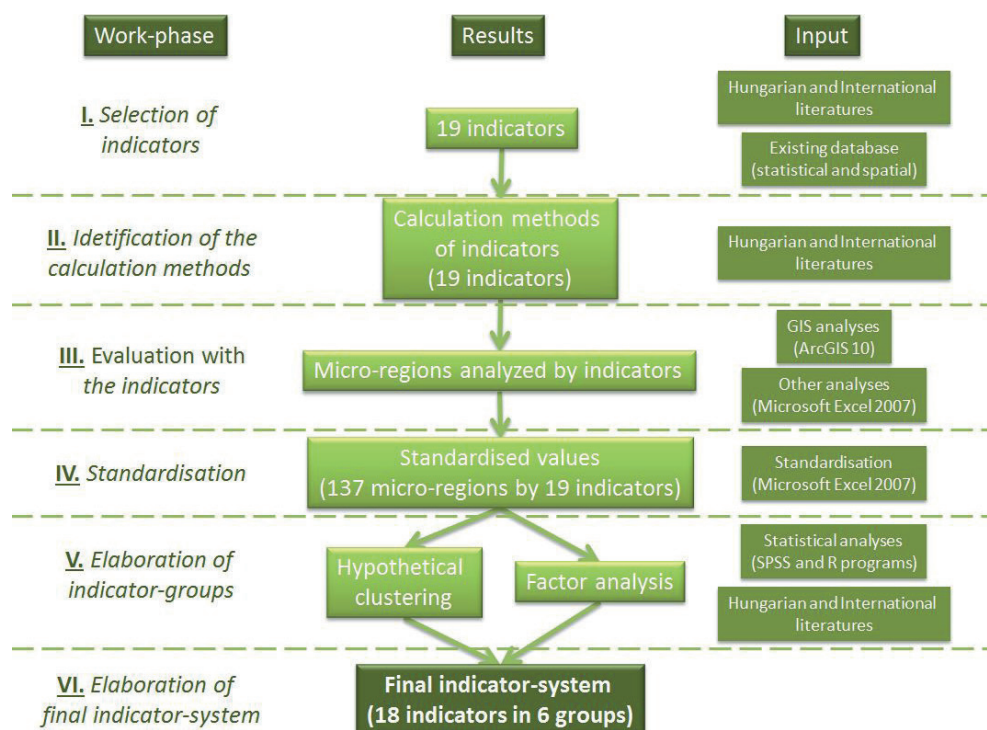 Work-phase
Results
Input
I. Selection of
indicators
19 indicators
Hungarian and International
literatures
Existing database
(statistical and spatial)
II. Idetification of the
calculation methods
Calculation methods
of indicators
(19 indicators)
Hungarian and International
literatures
III. Evaluation with
the indicators
Micro-regions analyzed by indicators
GIS analyses
(ArcGIS 10)
Other analyses
(Microsoft Excel 2007)
IV. Standardisation
Standardised values
(137 micro-regions by 19 indicators)
Standardisation
(Microsoft Excel 2007)
V. Elaboration of
indicator-groups
Hypothetical
clustering
Factor analysis
Statistical analyses
(SPSS and R programs)
Hungarian and International
literatures
VI. Elaboration of
final indicator-system
Final indicator-system
(18 indicators in 6 groups)